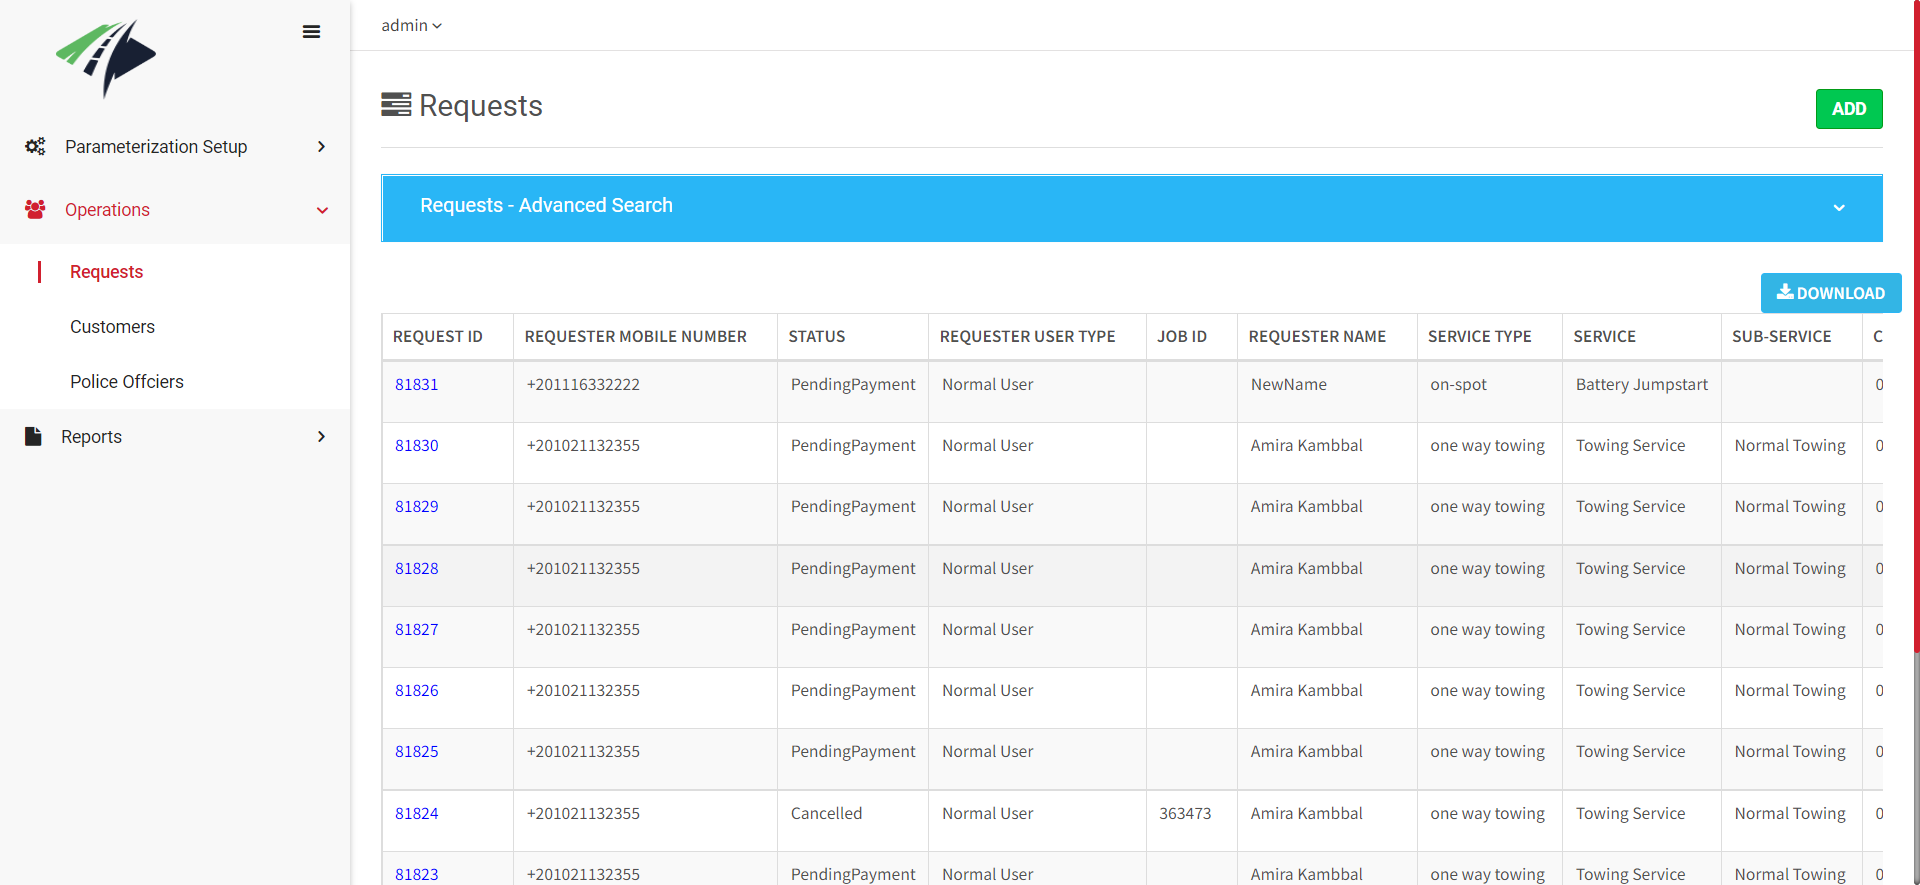 admin
Requests
ADD
Parameterization Setup
Operations
Requests
Customers
Police Offciers
Reports
Requests - Advanced Search
DOWNLOAD
REQUEST ID REQUESTER MOBILE NUMBER STATUS REQUESTER USER TYPE JOB ID REQUESTER NAME SERVICE TYPE SERVICE SUB-SERVICE C
81831 +201116332222 PendingPayment Normal User NewName on-spot Battery Jumpstart 0
81830 +201021132355 PendingPayment Normal User Amira Kambbal one way towing Towing Service Normal Towing 0
81829 +201021132355 PendingPayment Normal User Amira Kambbal one way towing Towing Service Normal Towing 0
81828 +201021132355 PendingPayment Normal User Amira Kambbal one way towing Towing Service Normal Towing 0
81827 +201021132355 PendingPayment Normal User Amira Kambbal one way towing Towing Service Normal Towing 0
81826 +201021132355 PendingPayment Normal User Amira Kambbal one way towing Towing Service Normal Towing 0
81825 +201021132355 PendingPayment Normal User Amira Kambbal one way towing Towing Service Normal Towing 0
81824 +201021132355 Cancelled Normal User 363473 Amira Kambbal one way towing Towing Service Normal Towing 0
81823 +201021132355 PendingPayment Normal User Amira Kambbal one way towing Towing Service Normal Towing 0